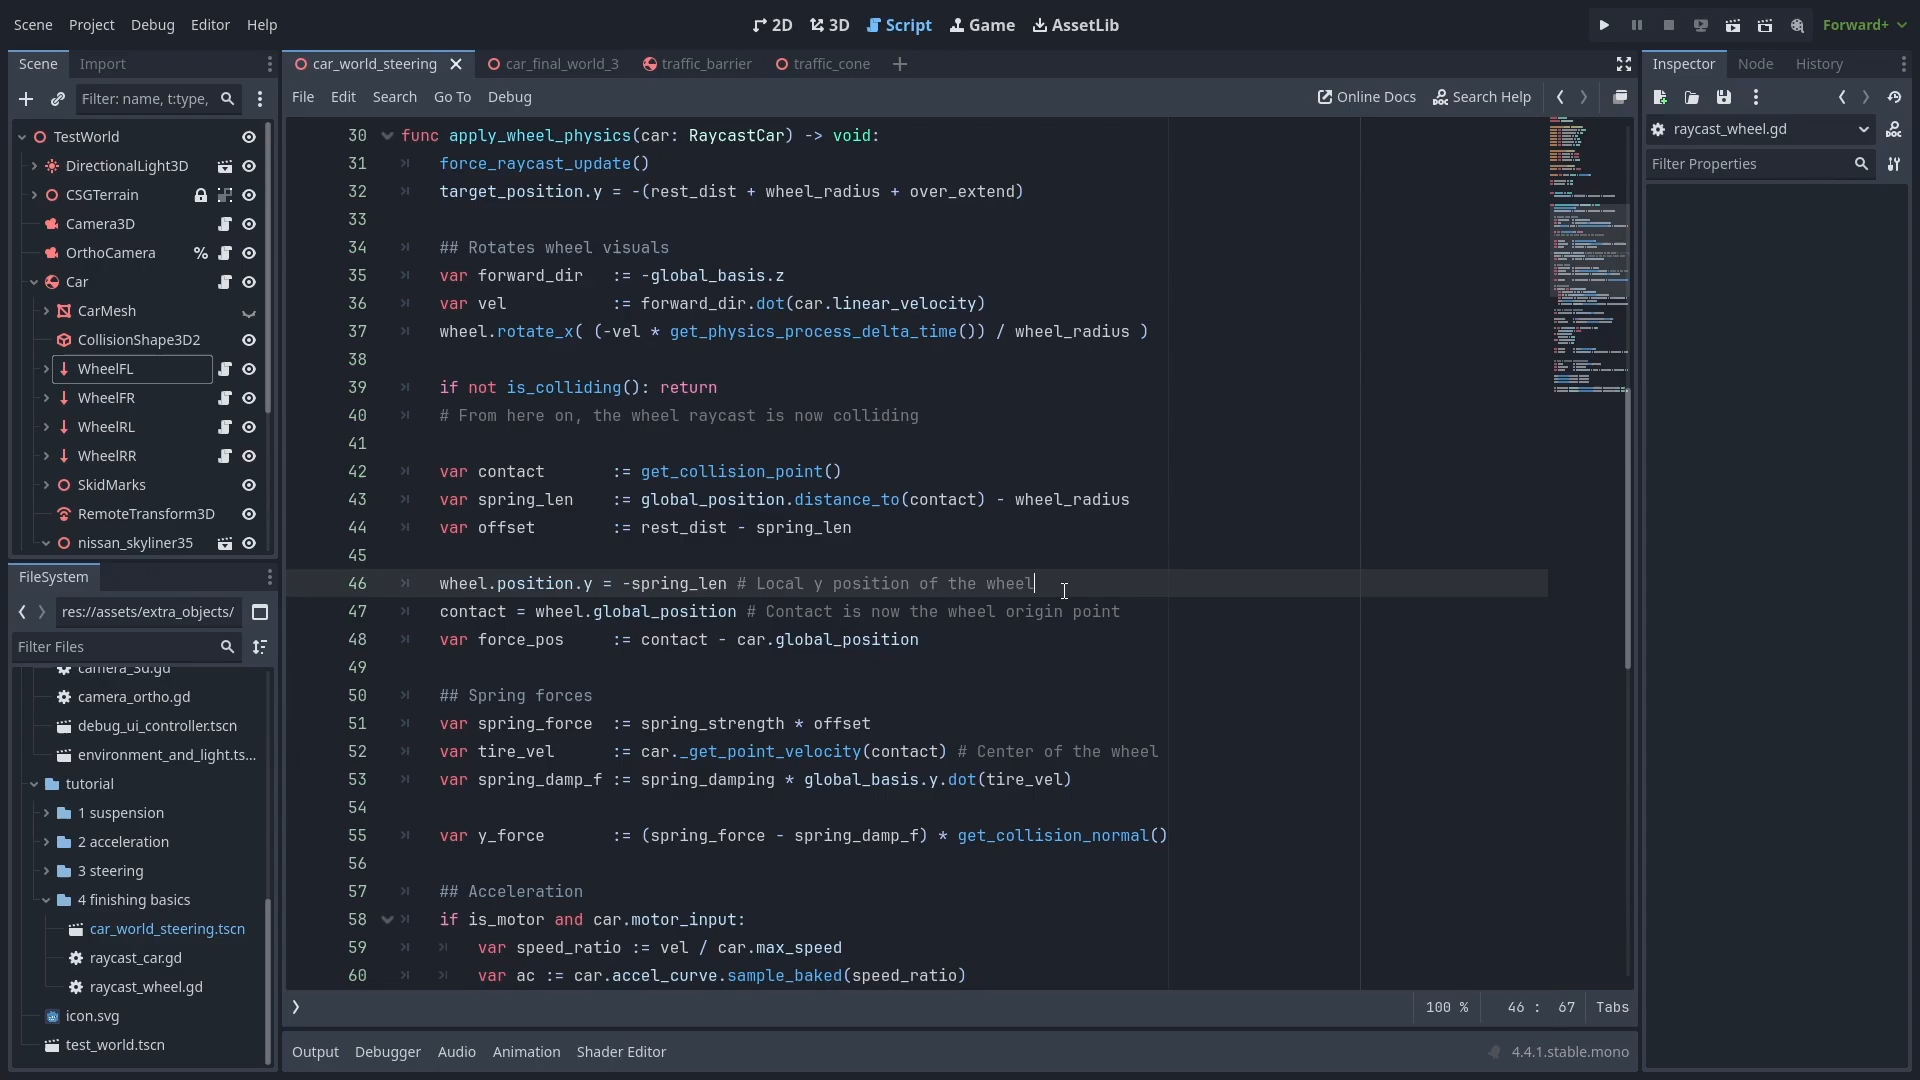 Scene Project Debug Editor Help
2D 3D Script Game AssetLib
Forward+
Scene Import
Filter: name, t:type,
TestWorld
DirectionalLight3D
CSGTerrain
Camera3D
OrthoCamera %
Car
CarMesh
CollisionShape3D2
WheelFL
WheelFR
WheelRL
WheelRR
SkidMarks
RemoteTransform3D
nissan_skyliner35
FileSystem
res://assets/extra_objects/
Filter Files
camera_3d.gd
camera_ortho.gd
debug_ui_controller.tscn
environment_and_light.ts...
tutorial
1 suspension
2 acceleration
3 steering
4 finishing basics
car_world_steering.tscn
raycast_car.gd
raycast_wheel.gd
icon.svg
test_world.tscn
car_world_steering car_final_world_3 traffic_barrier traffic_cone
File Edit Search Go To Debug
Online Docs Search Help
30 func apply_wheel_physics(car: RaycastCar) -> void:
31 force_raycast_update()
32 target_position.y = -(rest_dist + wheel_radius + over_extend)
33
34 ## Rotates wheel visuals
35 var forward_dir := -global_basis.z
36 var vel := forward_dir.dot(car.linear_velocity)
37 wheel.rotate_x( (-vel * get_physics_process_delta_time()) / wheel_radius )
38
39 if not is_colliding(): return
40 # From here on, the wheel raycast is now colliding
41
42 var contact := get_collision_point()
43 var spring_len := global_position.distance_to(contact) - wheel_radius
44 var offset := rest_dist - spring_len
45
46 wheel.position.y = -spring_len # Local y position of the wheel
47 contact = wheel.global_position # Contact is now the wheel origin point
48 var force_pos := contact - car.global_position
49
50 ## Spring forces
51 var spring_force := spring_strength * offset
52 var tire_vel := car._get_point_velocity(contact) # Center of the wheel
53 var spring_damp_f := spring_damping * global_basis.y.dot(tire_vel)
54
55 var y_force := (spring_force - spring_damp_f) * get_collision_normal()
56
57 ## Acceleration
58 if is_motor and car.motor_input:
59 var speed_ratio := vel / car.max_speed
60 var ac := car.accel_curve.sample_baked(speed_ratio)
100 % 46 : 67 Tabs
Output Debugger Audio Animation Shader Editor
4.4.1.stable.mono
Inspector Node History
raycast_wheel.gd
DOC
Filter Properties